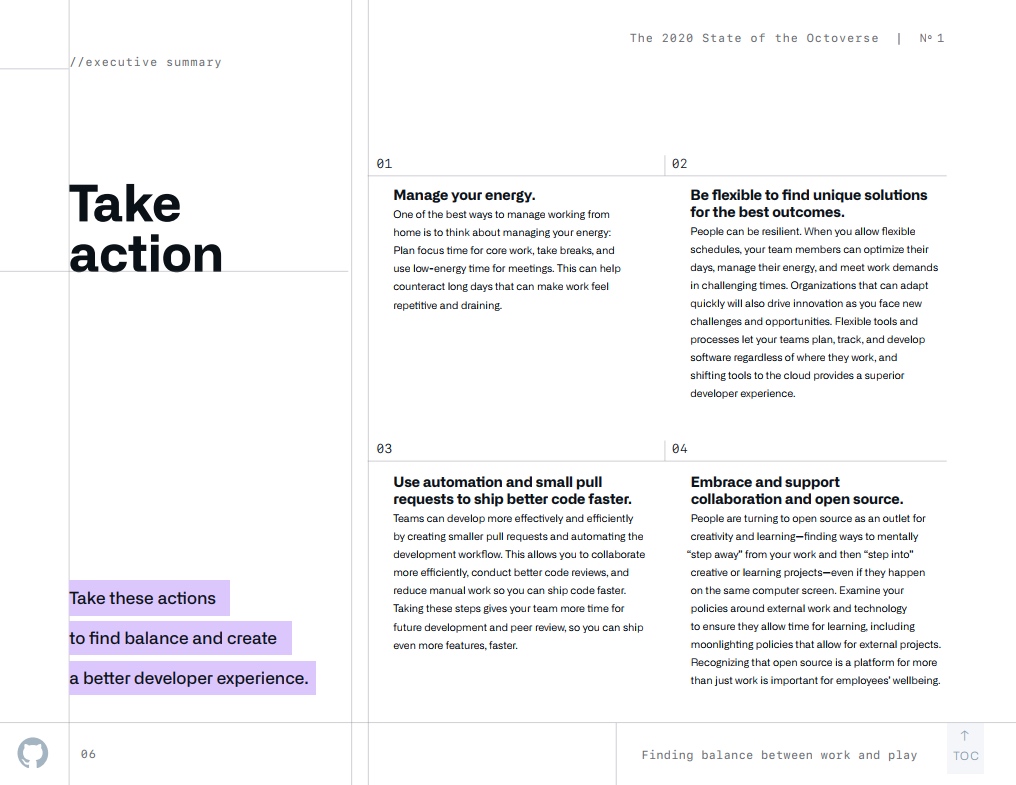 The 2020 State of the Octoverse | Nº 1
//executive summary
Take
action
Take these actions
to find balance and create
a better developer experience.
01
Manage your energy.
One of the best ways to manage working from
home is to think about managing your energy:
Plan focus time for core work, take breaks, and
use low-energy time for meetings. This can help
counteract long days that can make work feel
repetitive and draining.
02
Be flexible to find unique solutions
for the best outcomes.
People can be resilient. When you allow flexible
schedules, your team members can optimize their
days, manage their energy, and meet work demands
in challenging times. Organizations that can adapt
quickly will also drive innovation as you face new
challenges and opportunities. Flexible tools and
processes let your teams plan, track, and develop
software regardless of where they work, and
shifting tools to the cloud provides a superior
developer experience.
03
Use automation and small pull
requests to ship better code faster.
Teams can develop more effectively and efficiently
by creating smaller pull requests and automating the
development workflow. This allows you to collaborate
more efficiently, conduct better code reviews, and
reduce manual work so you can ship code faster.
Taking these steps gives your team more time for
future development and peer review, so you can ship
even more features, faster.
04
Embrace and support
collaboration and open source.
People are turning to open source as an outlet for
creativity and learning—finding ways to mentally
“step away” from your work and then “step into”
creative or learning projects—even if they happen
on the same computer screen. Examine your
policies around external work and technology
to ensure they allow time for learning, including
moonlighting policies that allow for external projects.
Recognizing that open source is a platform for more
than just work is important for employees’ wellbeing.
06
Finding balance between work and play
↑
TOC